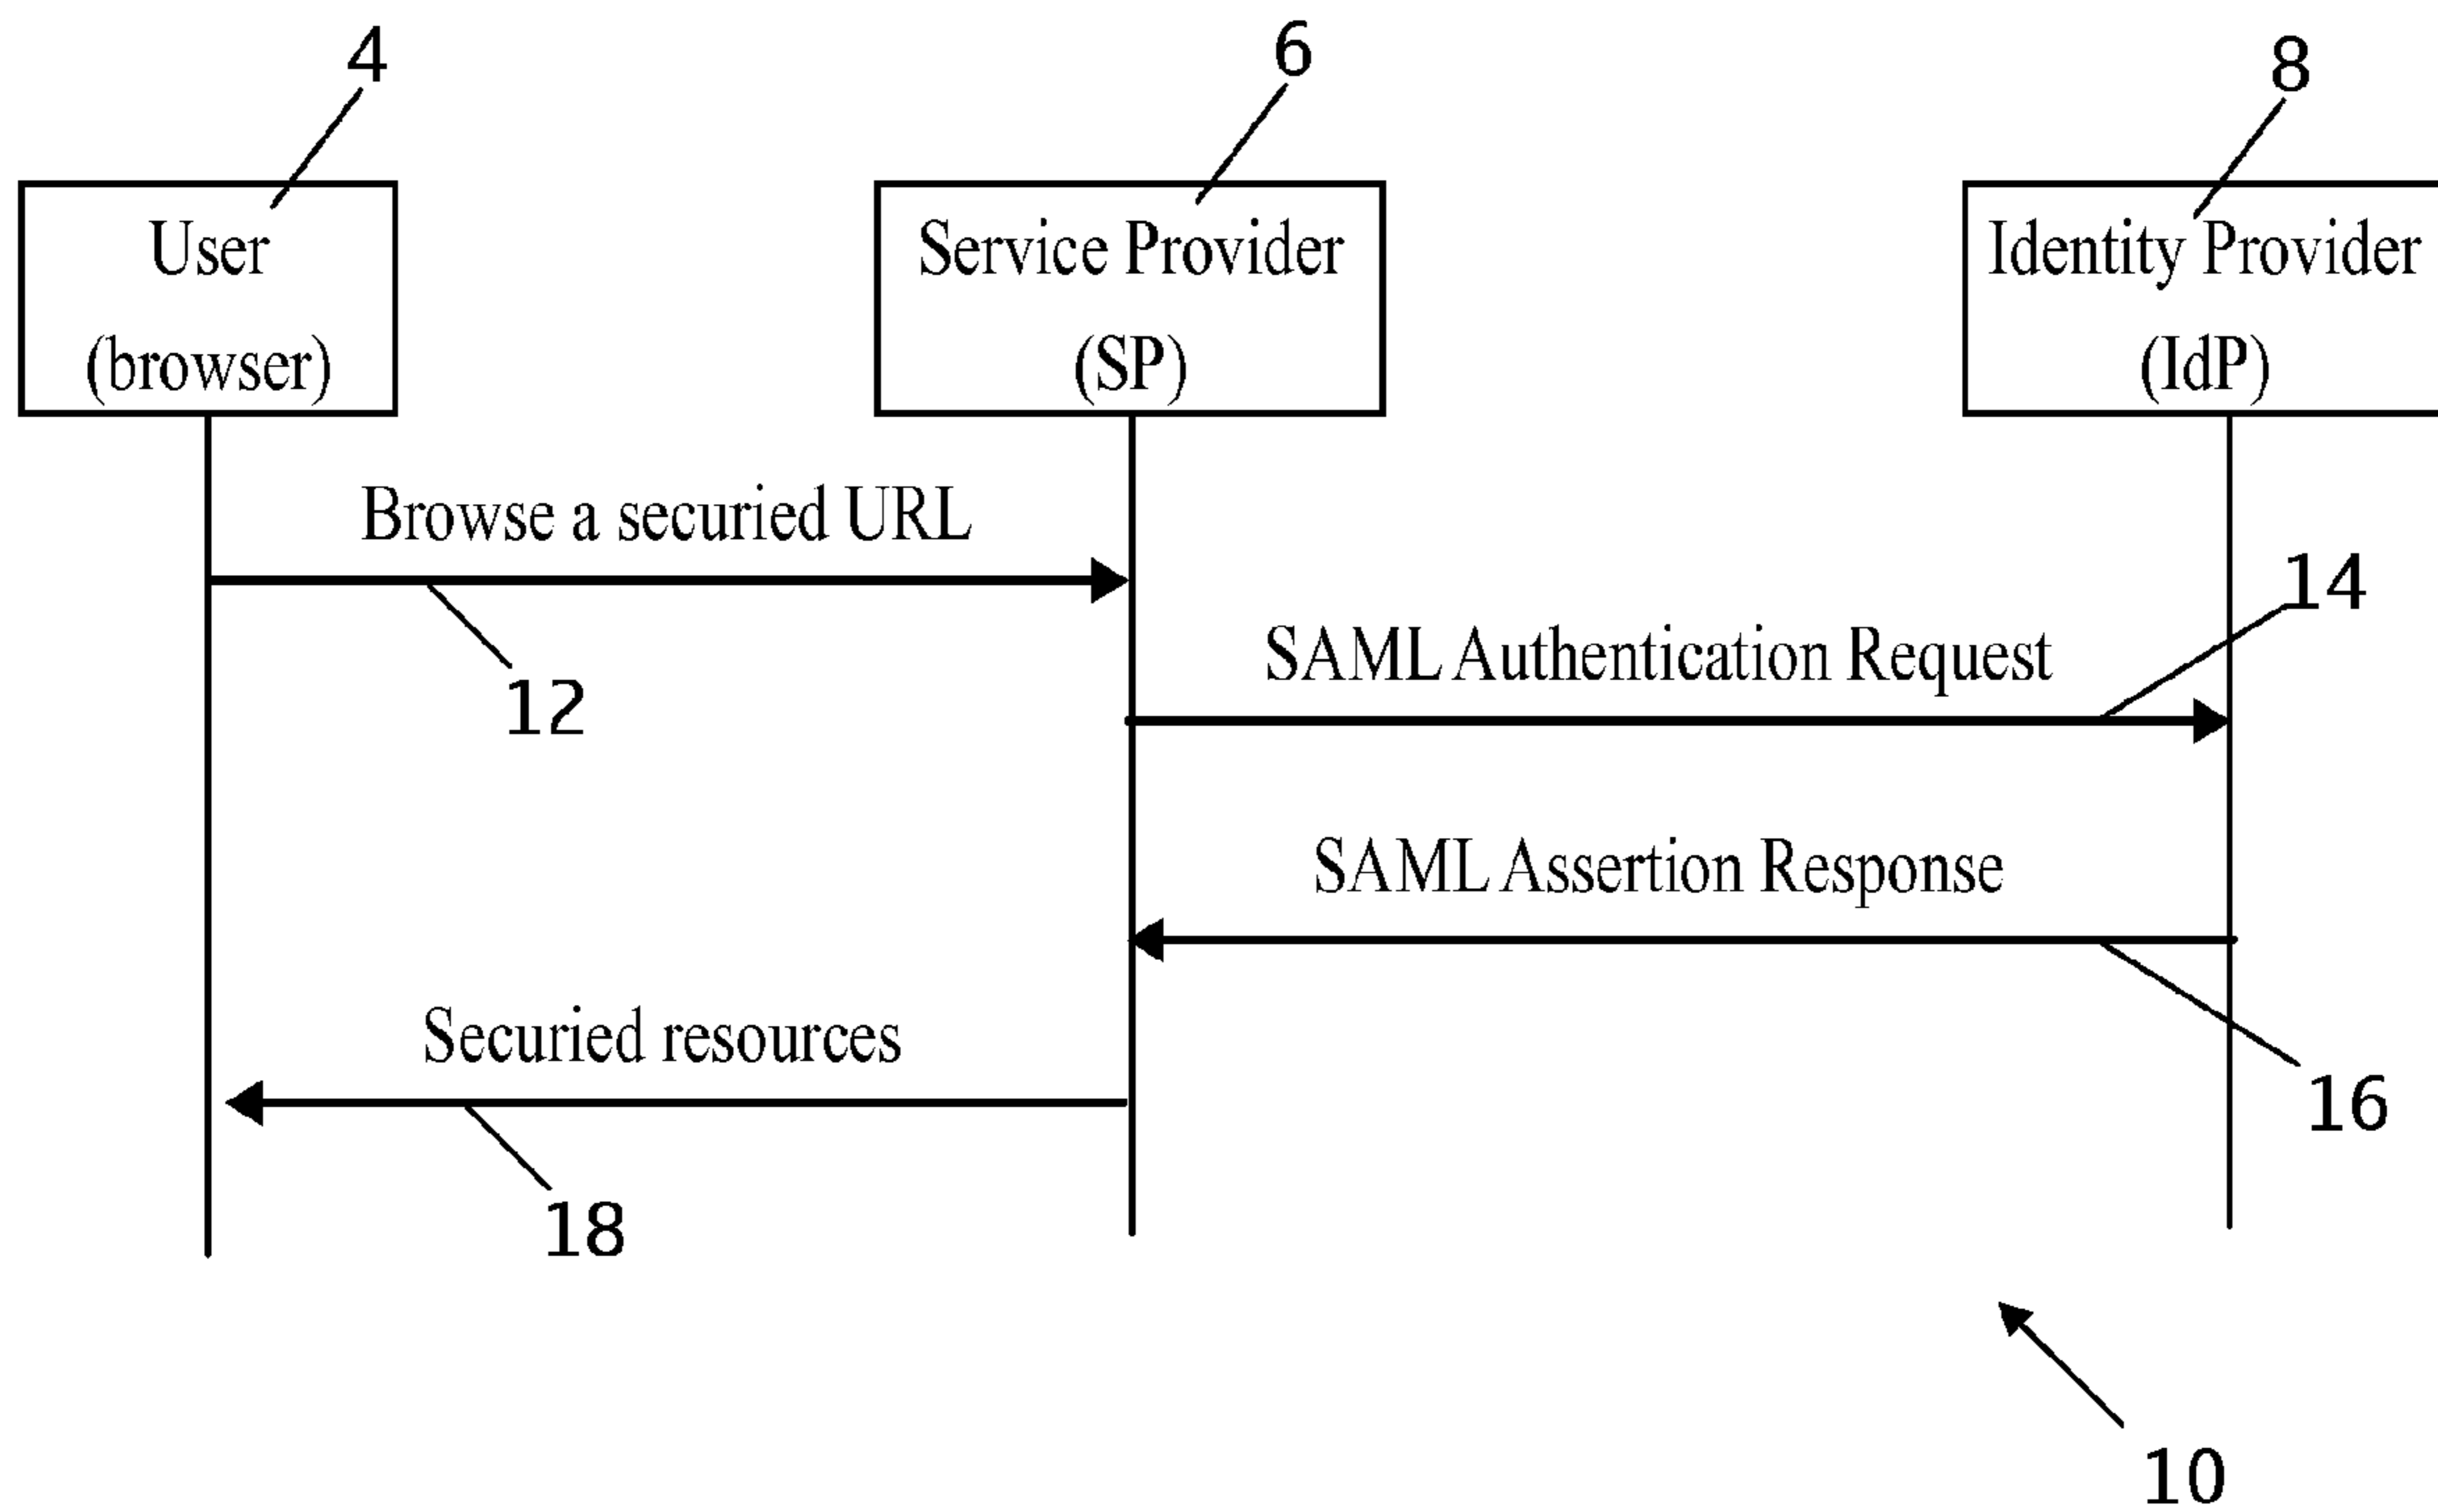 4
6
8
User
(browser)
Service Provider
(SP)
Identity Provider
(IdP)
Browse a securied URL
12
14
SAML Authentication Request
SAML Assertion Response
16
Securied resources
18
10